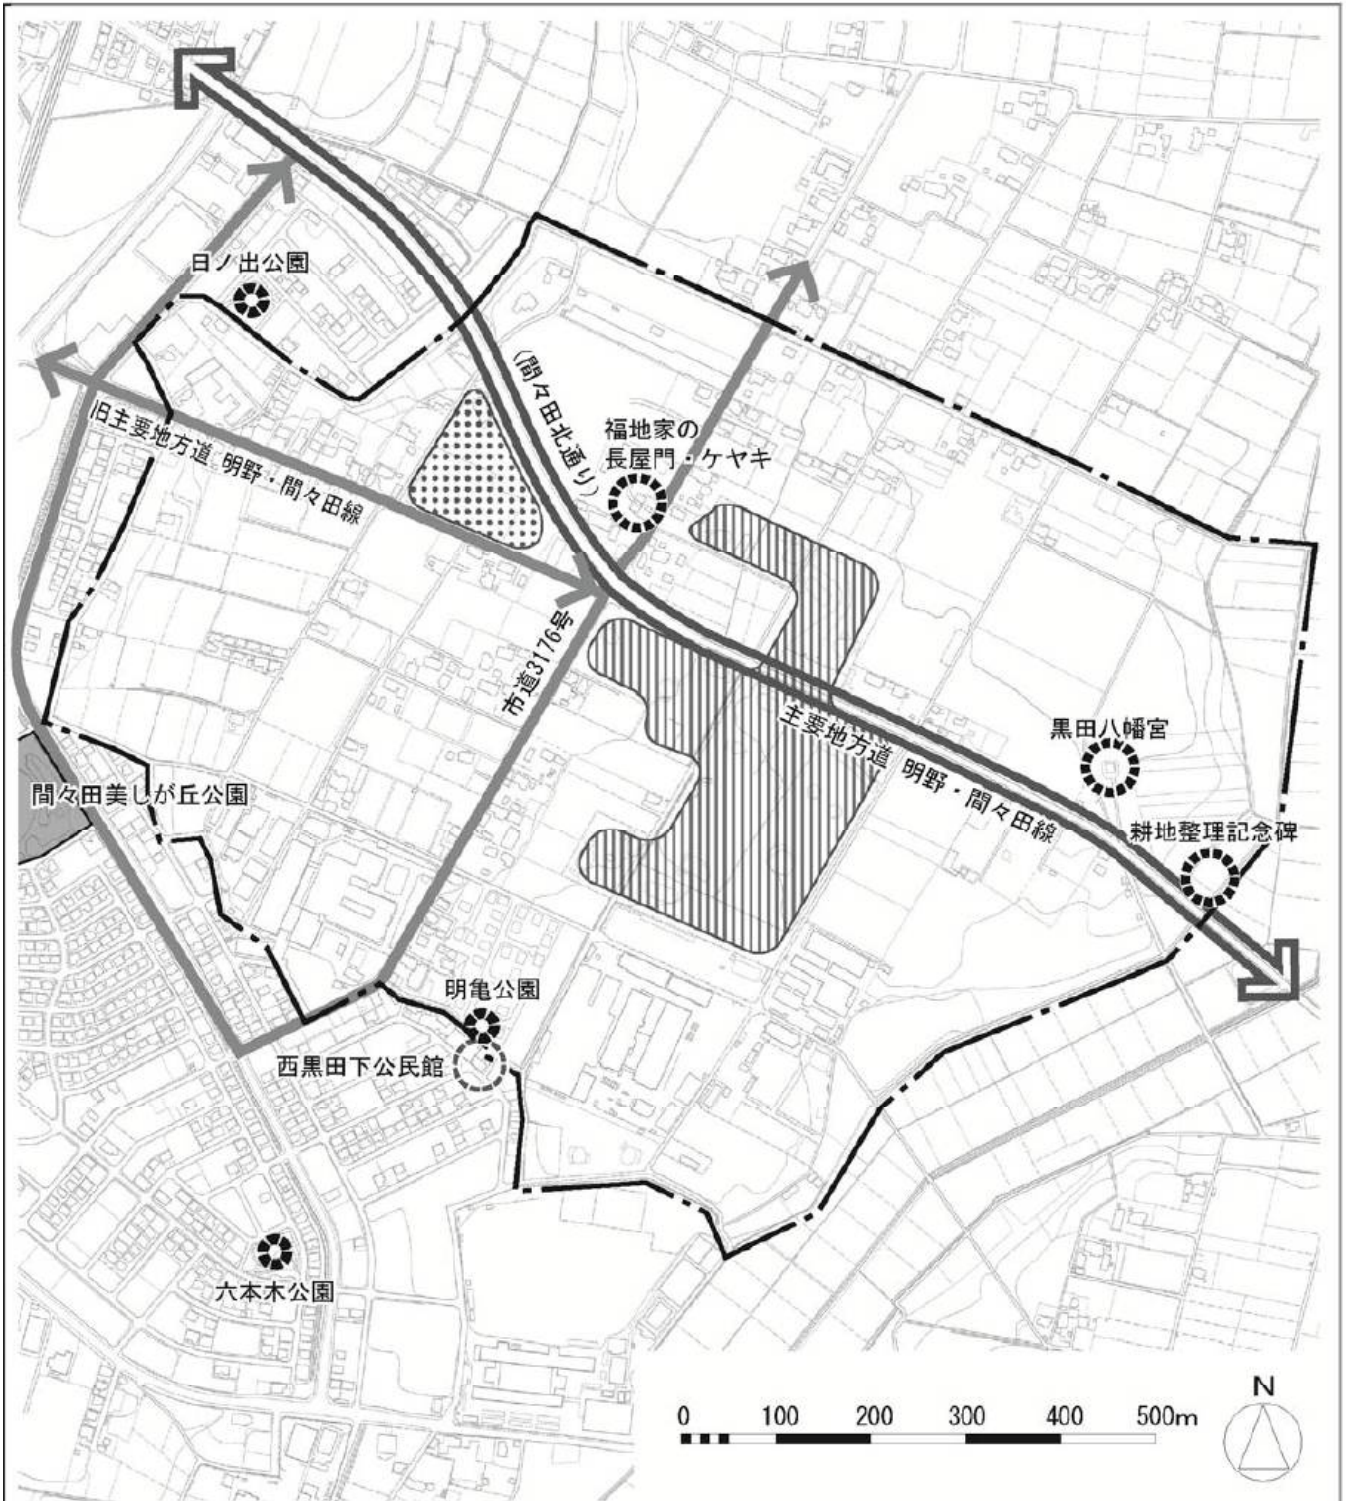 日ノ出公園
(間々田北通り)
福地家の
長屋門・ケヤキ
旧主要地方道 明野・間々田線
市道3176号
主要地方道 明野・間々田線
黒田八幡宮
間々田美しが丘公園
耕地整理記念碑
明亀公園
西黒田下公民館
六本木公園
N
0 100 200 300 400 500m